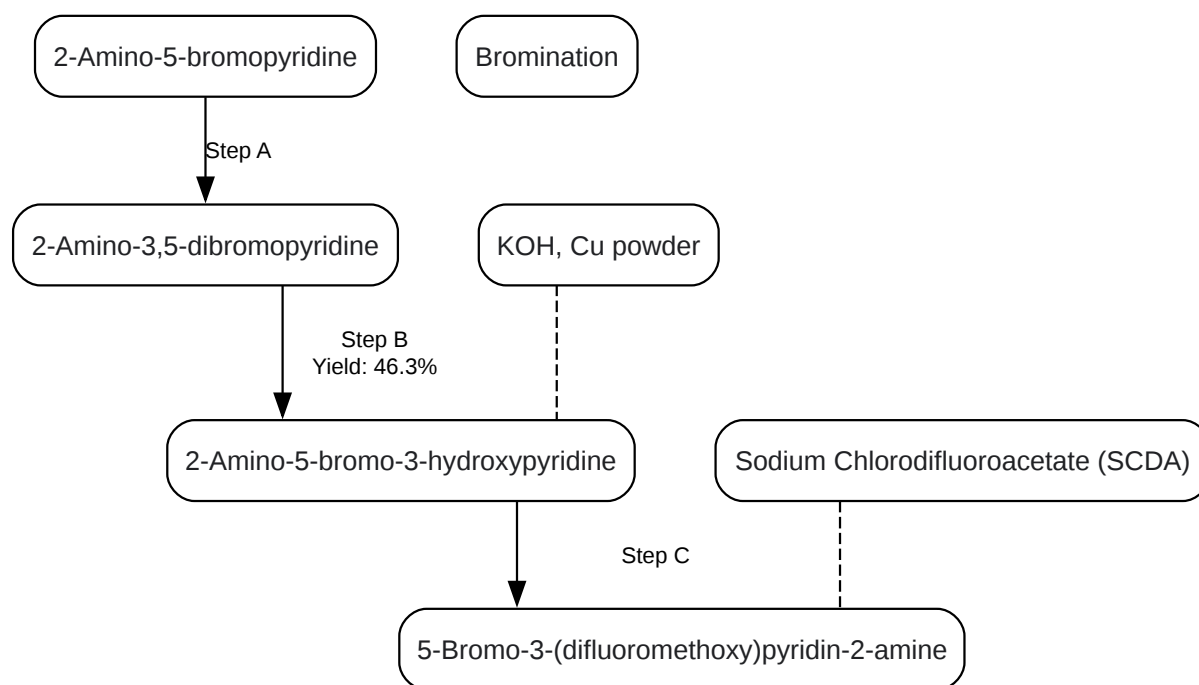 2-Amino-5-bromopyridine
Bromination
Step A
2-Amino-3,5-dibromopyridine
KOH, Cu powder
Step B
Yield: 46.3%
2-Amino-5-bromo-3-hydroxypyridine
Sodium Chlorodifluoroacetate (SCDA)
Step C
5-Bromo-3-(difluoromethoxy)pyridin-2-amine